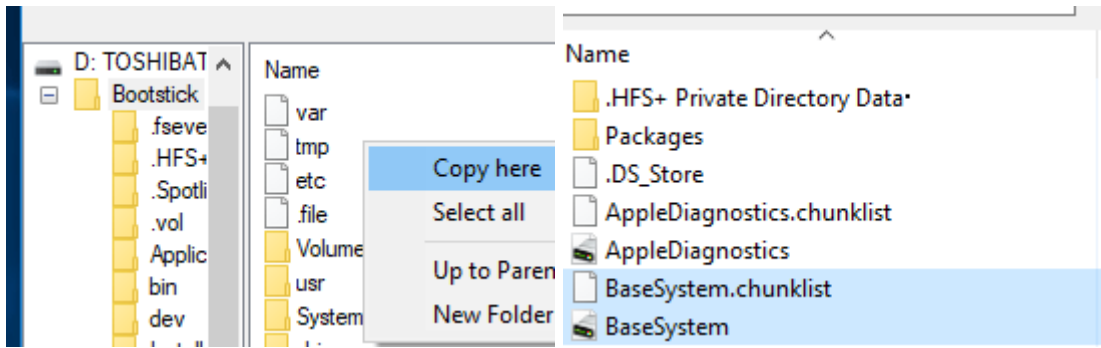 D: TOSHIBAT
Bootstick
.fseve
.HFS+
.Spotli
.vol
Applic
bin
dev
Name
var
tmp
etc
.file
Volume
usr
System
Copy here
Select all
Up to Paren
New Folder
Name
.HFS+ Private Directory Data•
Packages
.DS_Store
AppleDiagnostics.chunklist
AppleDiagnostics
BaseSystem.chunklist
BaseSystem